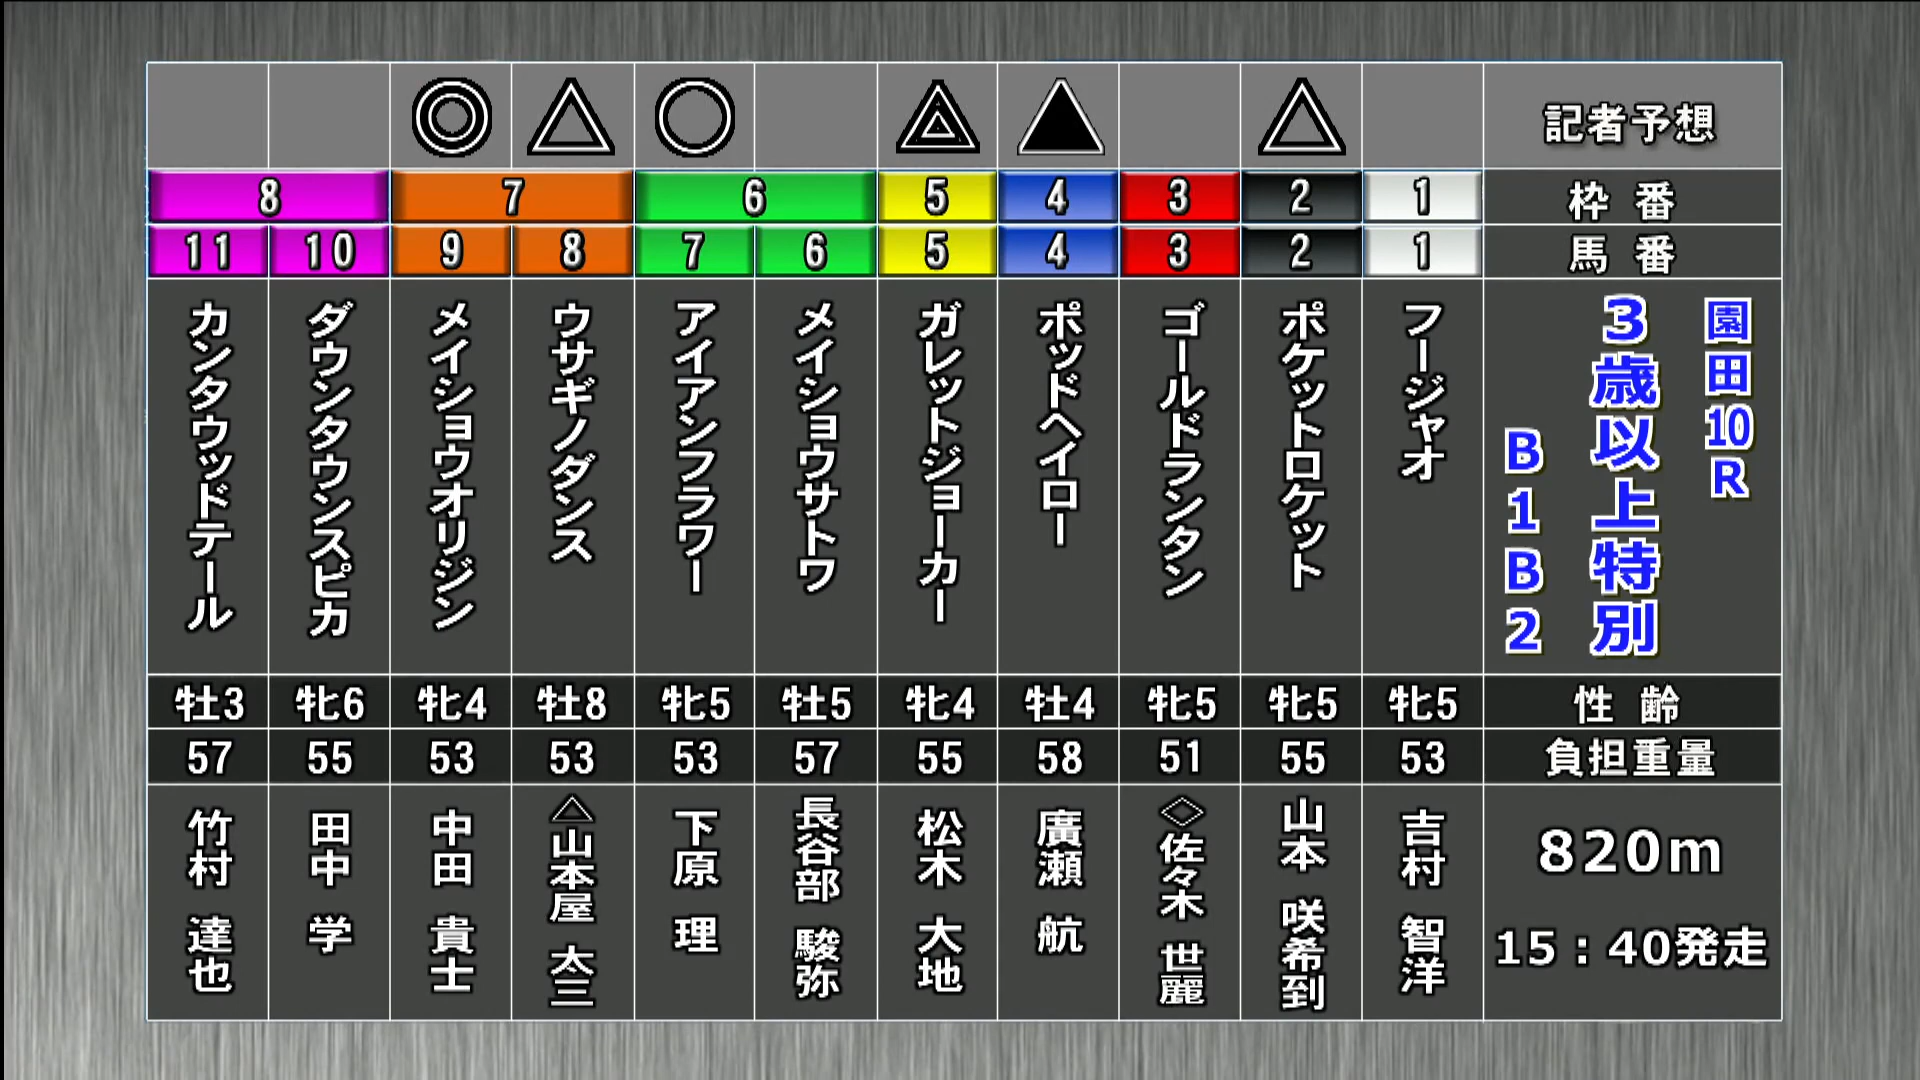 ◎ △ ○ ▲ △ 記者予想
8 7 6 5 4 3 2 1 枠番
11 10 9 8 7 6 5 4 3 2 1 馬番
園田10R
3歳以上特別
B1B2
フージャオ
ポケットロケット
ゴールドランタン
ポッドヘイロー
ガレットジョーカー
メイショウサトワ
アイアンフラワー
ウサギノダンス
メイショウオリジン
ダウンタウンスピカ
カンタウッドテール
牡3 牝6 牝4 牡8 牝5 牡5 牝4 牡4 牝5 牝5 牝5 性齢
57 55 53 53 53 57 55 58 51 55 53 負担重量
820m
15:40発走
吉村 智洋
山本 咲希到
◇佐々木 世麗
廣瀬 航
松木 大地
長谷部 駿弥
下原 理
△山本屋 太三
中田 貴士
田中 学
竹村 達也